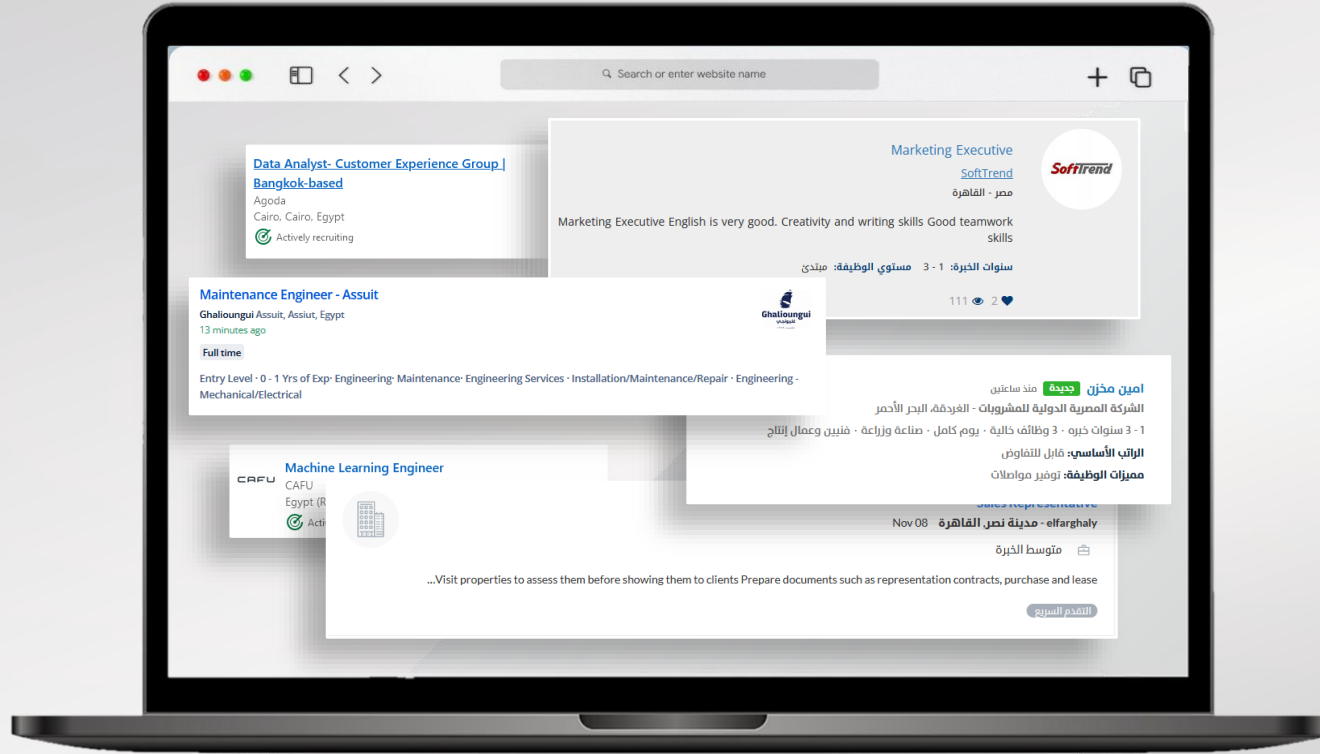 Search or enter website name
Data Analyst- Customer Experience Group |
Bangkok-based
Agoda
Cairo, Cairo, Egypt
Actively recruiting
Marketing Executive
SoftTrend
SoftTrend
مصر - القاهرة
Marketing Executive English is very good. Creativity and writing skills Good teamwork
skills
سنوات الخبرة: 1 - 3 مستوي الوظيفة: مبتدئ
111 2
Maintenance Engineer - Assuit
Ghalioungui Assuit, Assiut, Egypt
13 minutes ago
Full time
Entry Level · 0 - 1 Yrs of Exp· Engineering· Maintenance· Engineering Services · Installation/Maintenance/Repair · Engineering -
Mechanical/Electrical
Ghalioungui
غليونجي
امين مخزن جديدة منذ ساعتين
الشركة المصرية الدولية للمشروبات - الغردقة، البحر الأحمر
1 - 3 سنوات خبره · 3 وظائف خالية · يوم كامل · صناعة وزراعة · فنيين وعمال إنتاج
الراتب الأساسي: قابل للتفاوض
مميزات الوظيفة: توفير مواصلات
CAFU
Machine Learning Engineer
CAFU
Egypt (R
Acti
Sales Representative
elfarghaly - مدينة نصر, القاهرة Nov 08
متوسط الخبرة
...Visit properties to assess them before showing them to clients Prepare documents such as representation contracts, purchase and lease
التقدم السريع